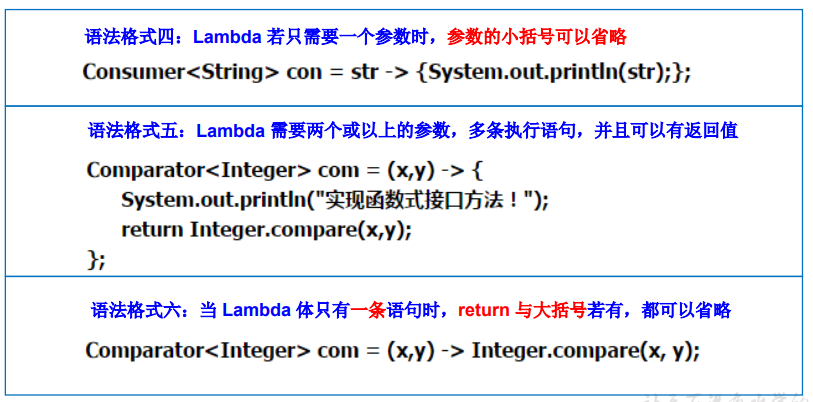 语法格式四：Lambda 若只需要一个参数时，参数的小括号可以省略
Consumer<String> con = str -> {System.out.println(str);};
语法格式五：Lambda 需要两个或以上的参数，多条执行语句，并且可以有返回值
Comparator<Integer> com = (x,y) -> {
System.out.println("实现函数式接口方法！");
return Integer.compare(x,y);
};
语法格式六：当 Lambda 体只有一条语句时，return 与大括号若有，都可以省略
Comparator<Integer> com = (x,y) -> Integer.compare(x, y);